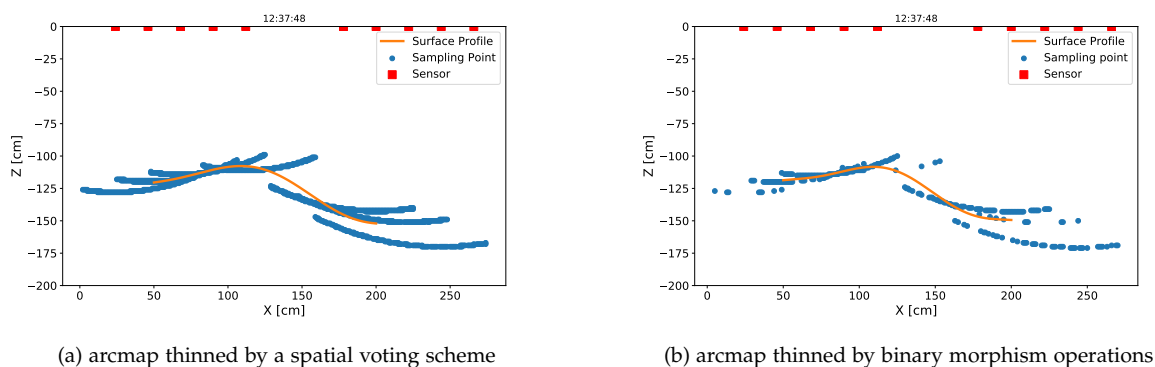 12:37:48
0
−25
−50
−75
−100
−125
−150
−175
−200
Z [cm]
0 50 100 150 200 250
X [cm]
Surface Profile
Sampling Point
Sensor
(a) arcmap thinned by a spatial voting scheme
12:37:48
0
−25
−50
−75
−100
−125
−150
−175
−200
Z [cm]
0 50 100 150 200 250
X [cm]
Surface Profile
Sampling point
Sensor
(b) arcmap thinned by binary morphism operations